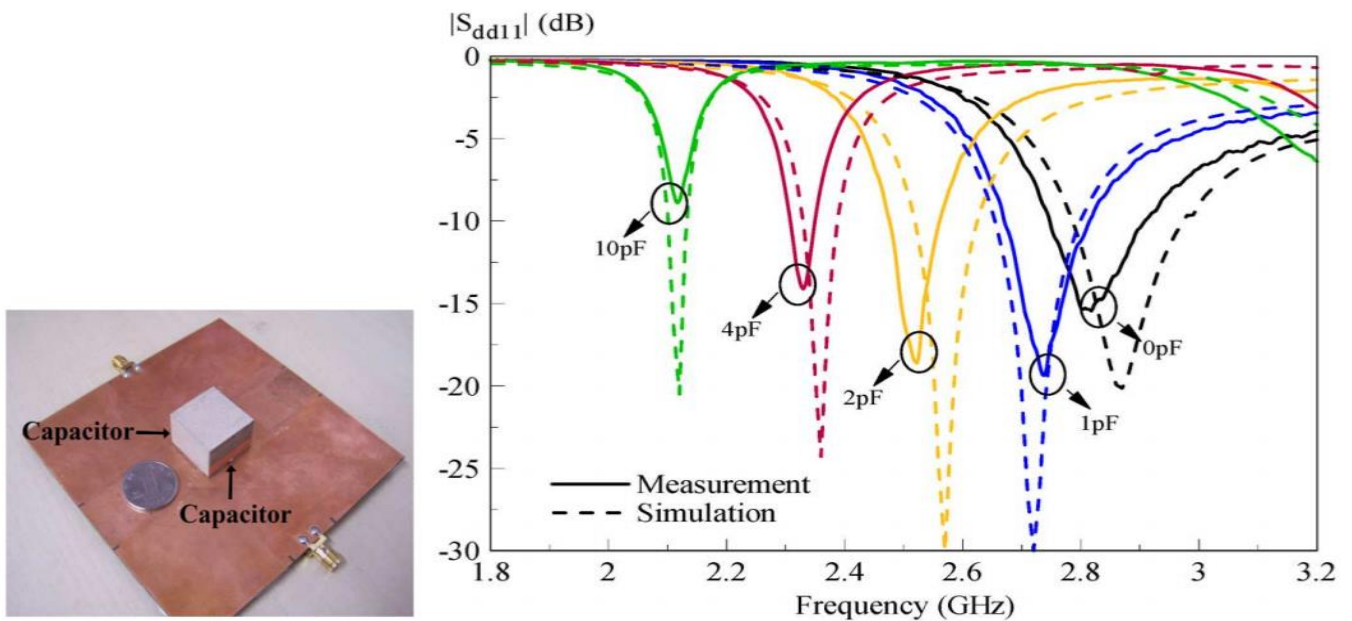 Capacitor
Capacitor
|Sdd11| (dB)
0
-5
-10
-15
-20
-25
-30
10pF
4pF
2pF
1pF
0pF
Measurement
Simulation
1.8 2 2.2 2.4 2.6 2.8 3 3.2
Frequency (GHz)